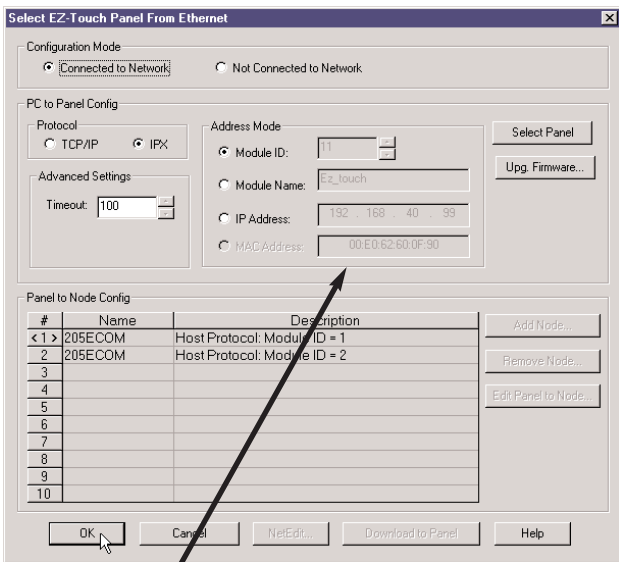 Select EZ-Touch Panel From Ethernet
Configuration Mode
Connected to Network
Not Connected to Network
PC to Panel Config
Protocol
TCP/IP
IPX
Advanced Settings
Timeout: 100
Address Mode
Module ID: 11
Module Name: Ez_touch
IP Address: 192 . 168 . 40 . 99
MAC Address: 00:E0:62:60:0F:90
Select Panel
Upg. Firmware...
Panel to Node Config
# Name Description
<1> 205ECOM Host Protocol: Module ID = 1
2 205ECOM Host Protocol: Module ID = 2
3
4
5
6
7
8
9
10
Add Node...
Remove Node...
Edit Panel to Node...
OK
Cancel
NetEdit...
Download to Panel
Help